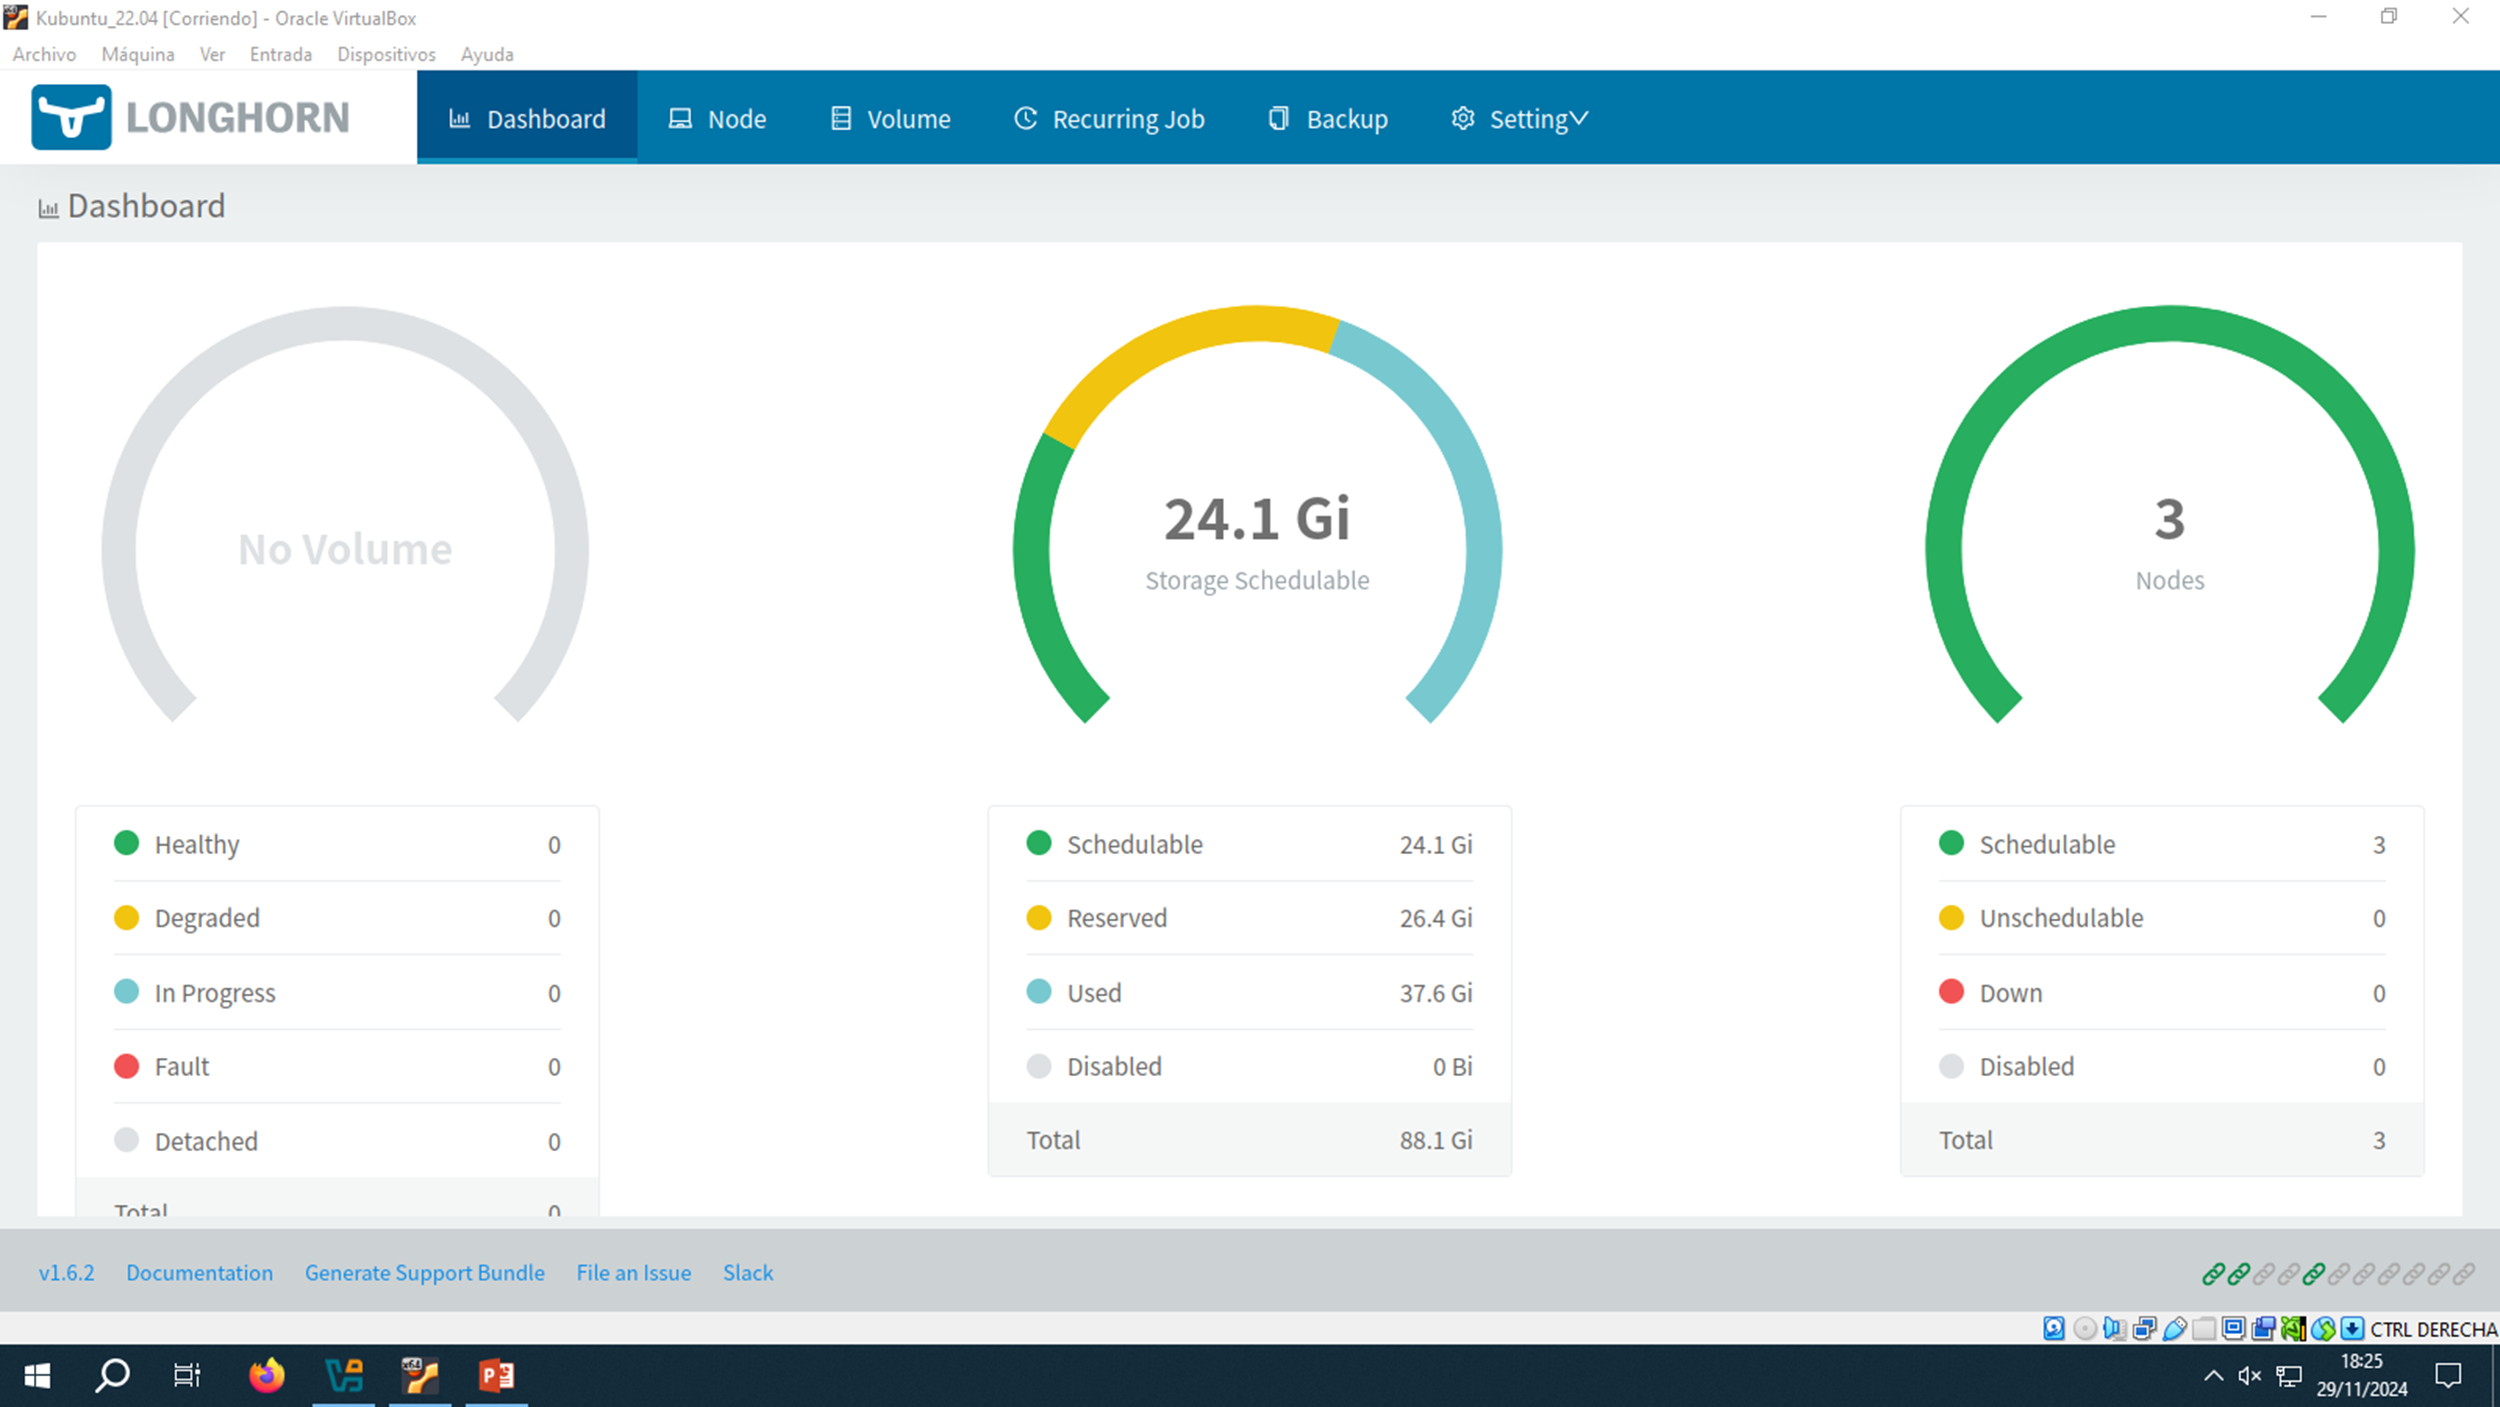 Kubuntu_22.04 [Corriendo] - Oracle VirtualBox
Archivo Máquina Ver Entrada Dispositivos Ayuda
LONGHORN
Dashboard Node Volume Recurring Job Backup Setting
Dashboard
No Volume
24.1 Gi
Storage Schedulable
3
Nodes
Healthy 0
Degraded 0
In Progress 0
Fault 0
Detached 0
Total 0
Schedulable 24.1 Gi
Reserved 26.4 Gi
Used 37.6 Gi
Disabled 0 Bi
Total 88.1 Gi
Schedulable 3
Unschedulable 0
Down 0
Disabled 0
Total 3
v1.6.2 Documentation Generate Support Bundle File an Issue Slack
CTRL DERECHA
x64
18:25
29/11/2024